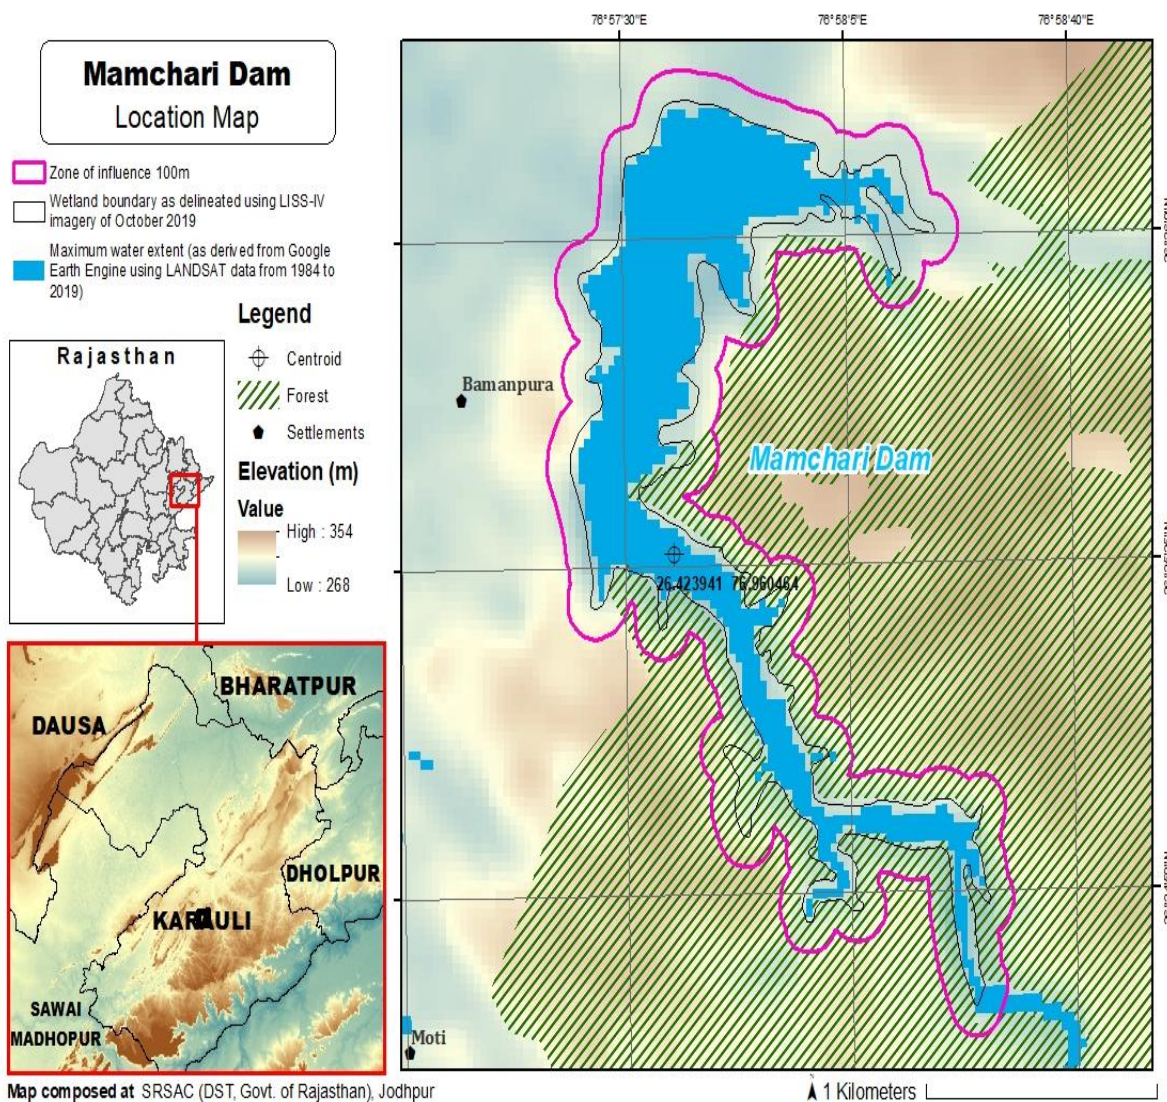 Mamchari Dam
Location Map
Zone of influence 100m
Wetland boundary as delineated using LISS-IV
imagery of October 2019
Maximum water extent (as derived from Google
Earth Engine using LANDSAT data from 1984 to
2019)
Legend
Centroid
Forest
Settlements
Elevation (m)
Value
High : 354
Low : 268
Rajasthan
BHARATPUR
DAUSA
DHOLPUR
KARAULI
SAWAI
MADHOPUR
76°57'30"E
76°58'5"E
76°58'40"E
Bamanpura
Mamchari Dam
26.423941 76.960464
Moti
Map composed at SRSAC (DST, Govt. of Rajasthan), Jodhpur
N
1 Kilometers